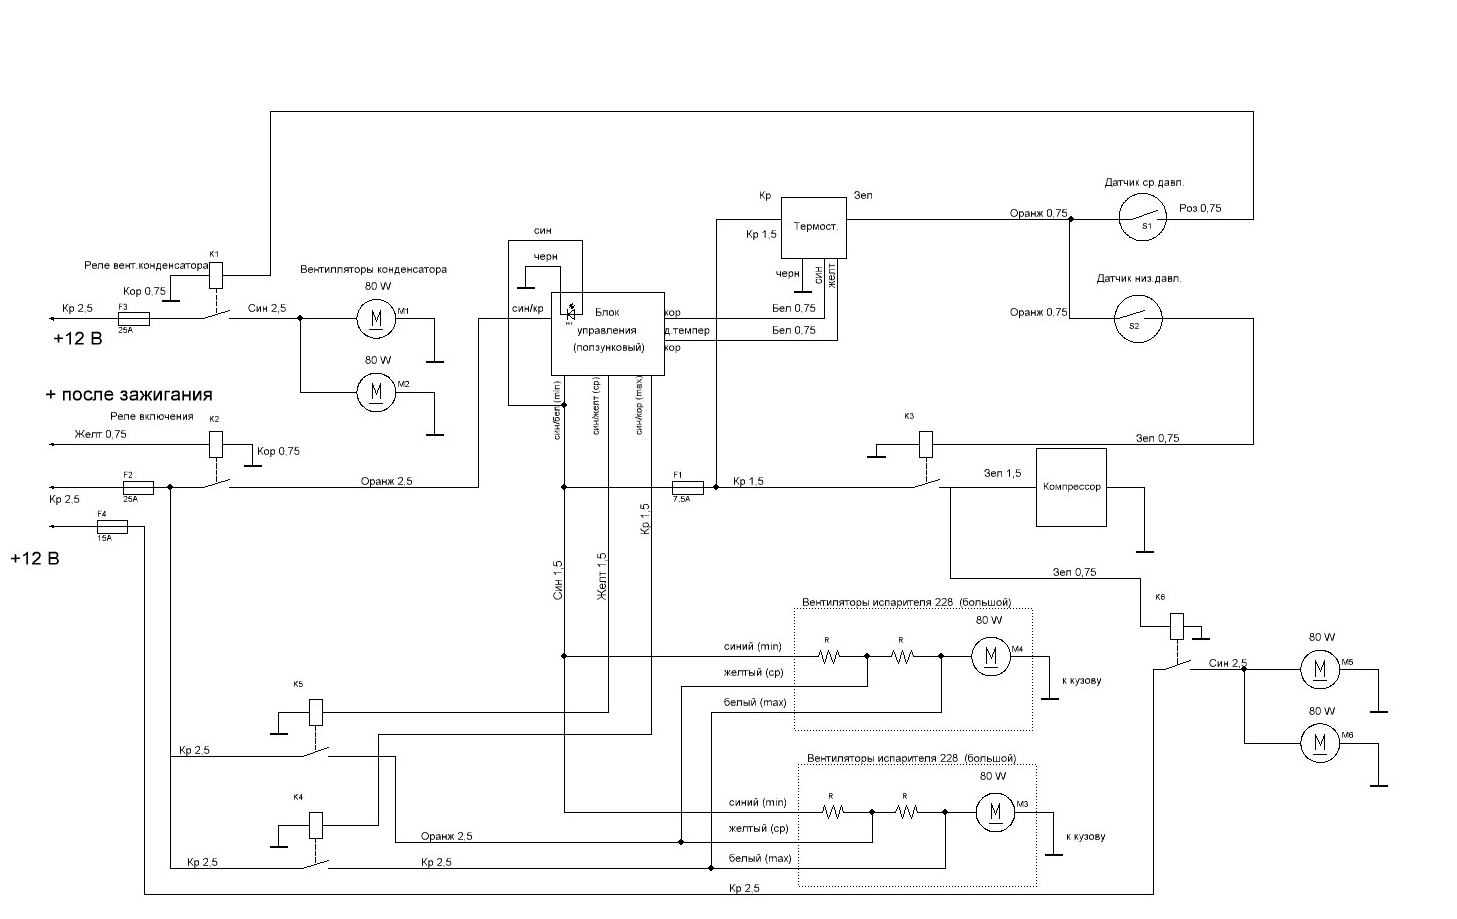 Датчик ср.давл.
Кр
Зел
Роз 0,75
Оранж 0,75
S1
Термост.
Кр 1,5
син
черн
K1
Реле вент.конденсатора
Вентилляторы конденсатора
черн
син
желт
Датчик низ.давл.
80 W
Кор 0,75
Кр 2,5
F3
25A
Син 2,5
M
M1
син/кр
Блок
управления
(ползунковый)
кор
д.темпер
кор
Бел 0,75
Бел 0,75
Оранж 0,75
S2
+12 В
80 W
M
M2
+ после зажигания
Реле включения
K2
син/бел (min)
син/желт (ср)
син/кор (max)
K3
Желт 0,75
Кор 0,75
Зел 0,75
F2
25A
Кр 2,5
Оранж 2,5
F1
7,5A
Кр 1,5
Зел 1,5
Компрессор
F4
15A
Кр 1,5
+12 В
Син 1,5
Желт 1,5
Зел 0,75
K6
Вентиляторы испарителя 228 (большой)
80 W
синий (min)
R
R
M
M4
желтый (ср)
к кузову
белый (max)
80 W
Син 2,5
M
M5
80 W
M
M6
K5
Кр 2,5
Вентиляторы испарителя 228 (большой)
80 W
K4
синий (min)
R
R
M
M3
желтый (ср)
к кузову
Оранж 2,5
белый (max)
Кр 2,5
Кр 2,5
Кр 2,5